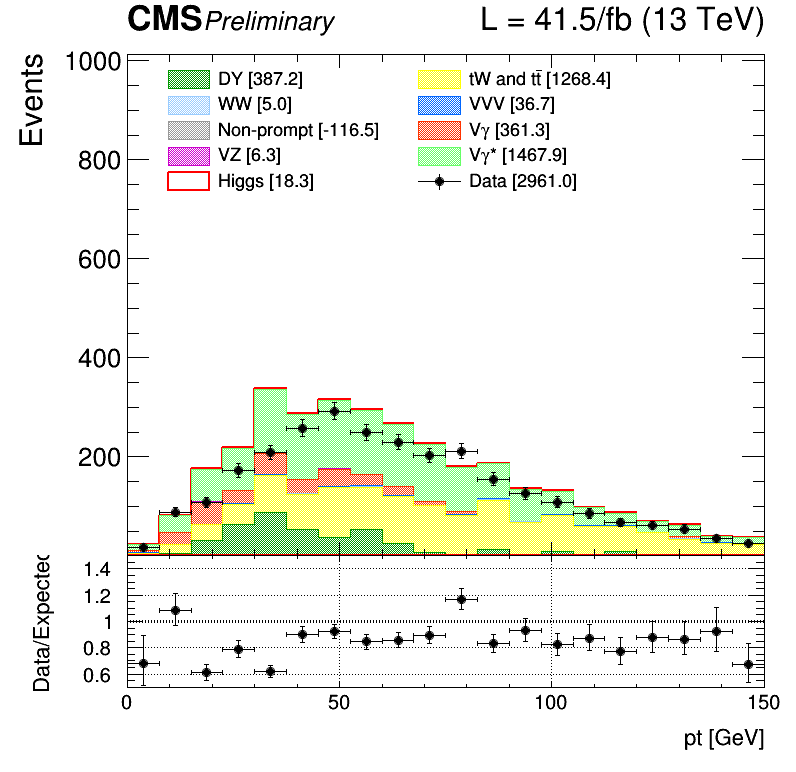 CMS Preliminary L = 41.5/fb (13 TeV)
Events
1000
800
600
400
200
DY [387.2]
WW [5.0]
Non-prompt [-116.5]
VZ [6.3]
Higgs [18.3]
tW and tt̄ [1268.4]
VVV [36.7]
Vγ [361.3]
Vγ* [1467.9]
Data [2961.0]
Data/Expected
1.4
1.2
1
0.8
0.6
0 50 100 150
pt [GeV]